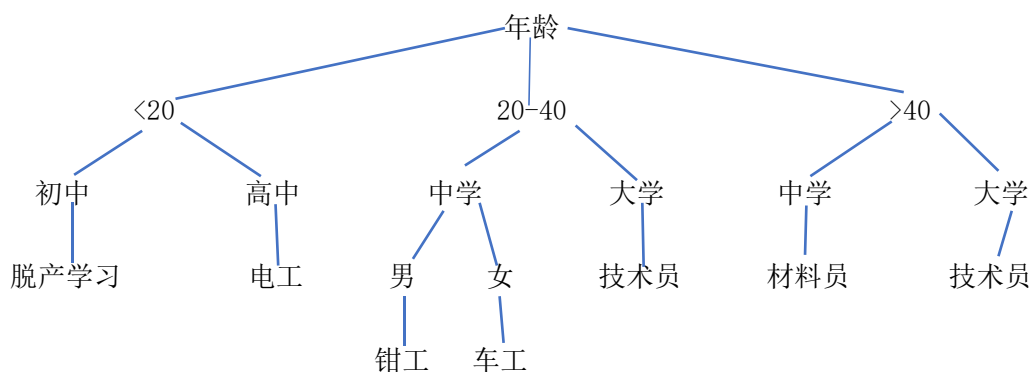 年龄
<20 20-40 >40
初中 高中 中学 大学 中学 大学
脱产学习 电工 男 女 技术员 材料员 技术员
钳工 车工